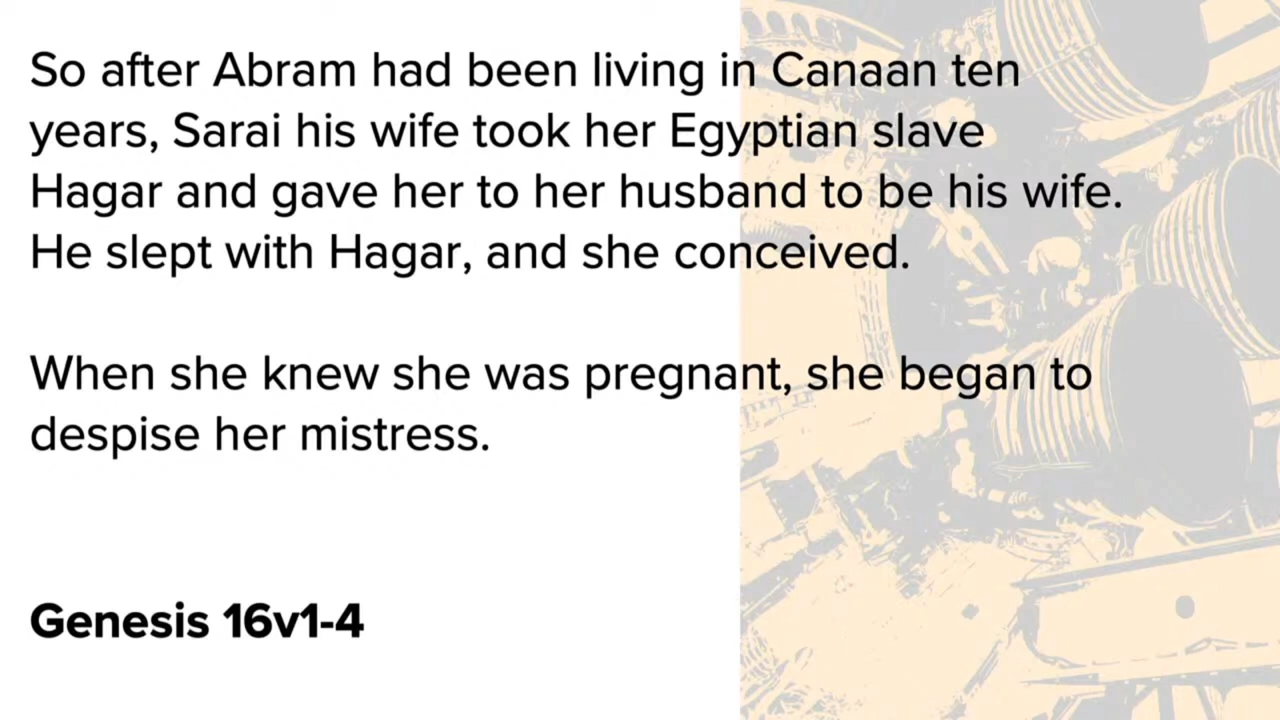 So after Abram had been living in Canaan ten
years, Sarai his wife took her Egyptian slave
Hagar and gave her to her husband to be his wife.
He slept with Hagar, and she conceived.
When she knew she was pregnant, she began to
despise her mistress.
Genesis 16v1-4